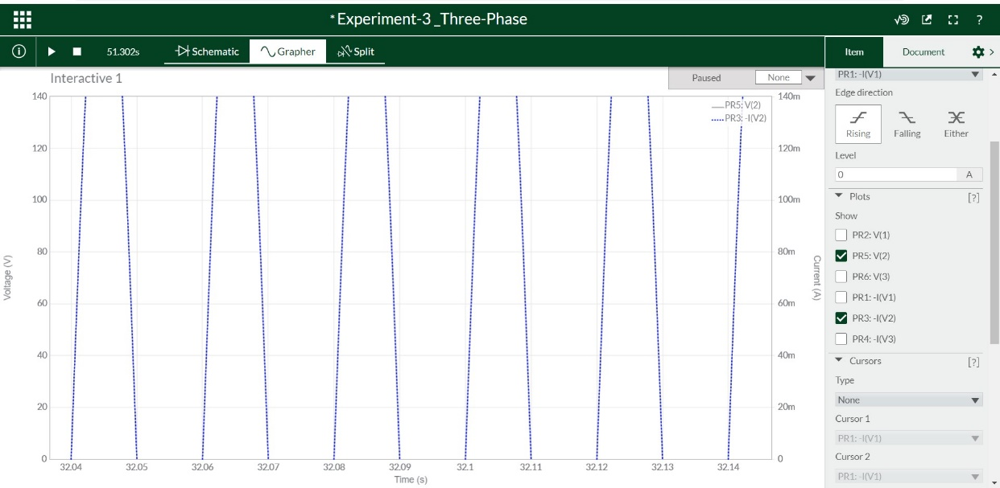 *Experiment-3_Three-Phase
?
51.302s
Schematic
Grapher
Split
Item
Document
Interactive 1
Paused
None
PR1: -I(V1)
Edge direction
Rising
Falling
Either
Level
0
A
Plots
[?]
Show
PR2: V(1)
PR5: V(2)
PR6: V(3)
PR1: -I(V1)
PR3: -I(V2)
PR4: -I(V3)
Cursors
[?]
Type
None
Cursor 1
PR1: -I(V1)
Cursor 2
PR1: -I(V1)
PR5: V(2)
PR3: -I(V2)
Voltage (V)
140
120
100
80
60
40
20
0
140m
120m
100m
80m
60m
40m
20m
0
Current (A)
32.04
32.05
32.06
32.07
32.08
32.09
32.1
32.11
32.12
32.13
32.14
Time (s)